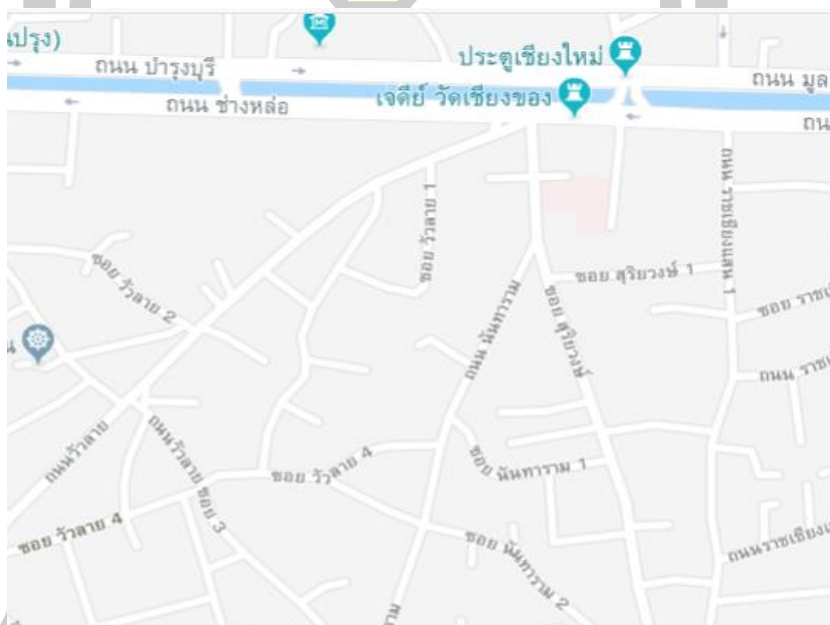 นปรุง)
ประตูเชียงใหม่
ถนน บำรุงบุรี
ถนน มูล
เจดีย์ วัดเชียงของ
ถนน ช่างหล่อ
ถน
ถนน ราชเชียงแสน 1
ซอย วัวลาย 1
ซอย วัวลาย 2
ซอย สุริยวงษ์ 1
ซอย ราชเ
ถนน นันทาราม
ซอย สุริยวงษ์
น
ถนน ราช
ถนนวัวลาย
ถนนวัวลาย ซอย 3
ซอย วัวลาย 4
ซอย นันทาราม 1
ซอย วัวลาย 4
ซอย นันทาราม 2
ถนนราชเชียงแ
าม